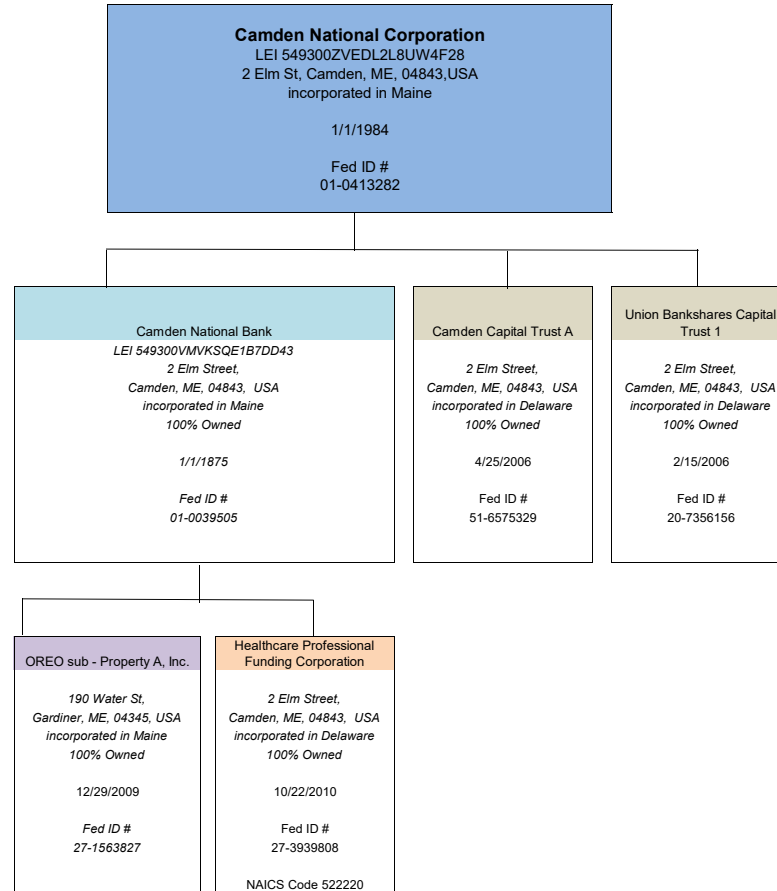 Camden National Corporation
LEI 549300ZVEDL2L8UW4F28
2 Elm St, Camden, ME, 04843,USA
incorporated in Maine
1/1/1984
Fed ID #
01-0413282
Camden National Bank
LEI 549300VMVKSQE1B7DD43
2 Elm Street,
Camden, ME, 04843, USA
incorporated in Maine
100% Owned
1/1/1875
Fed ID #
01-0039505
Camden Capital Trust A
2 Elm Street,
Camden, ME, 04843, USA
incorporated in Delaware
100% Owned
4/25/2006
Fed ID #
51-6575329
Union Bankshares Capital
Trust 1
2 Elm Street,
Camden, ME, 04843, USA
incorporated in Delaware
100% Owned
2/15/2006
Fed ID #
20-7356156
OREO sub - Property A, Inc.
190 Water St,
Gardiner, ME, 04345, USA
incorporated in Maine
100% Owned
12/29/2009
Fed ID #
27-1563827
Healthcare Professional
Funding Corporation
2 Elm Street,
Camden, ME, 04843, USA
incorporated in Delaware
100% Owned
10/22/2010
Fed ID #
27-3939808
NAICS Code 522220